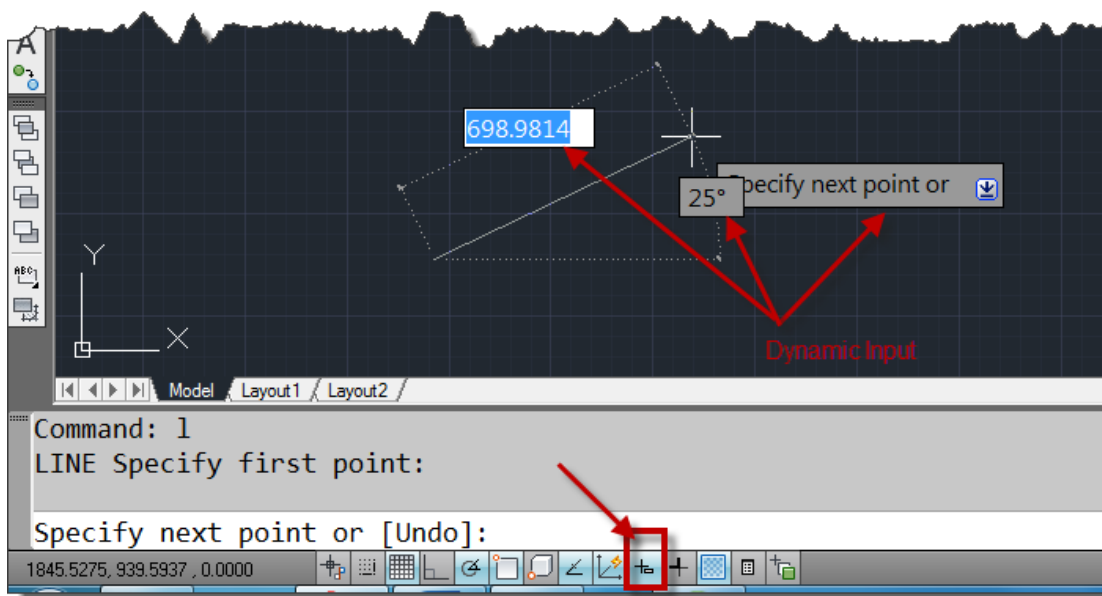 A
698.9814
25°
Specify next point or
ABC
Y
X
Dynamic Input
Model
Layout1
Layout2
Command: l
LINE Specify first point:
Specify next point or [Undo]:
1845.5275, 939.5937 , 0.0000